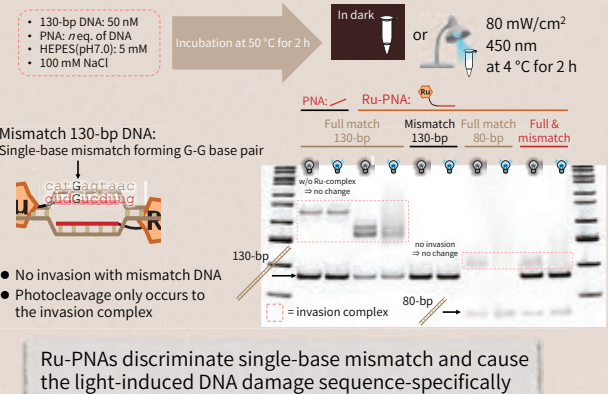 • 130-bp DNA: 50 nM
• PNA: n eq. of DNA
• HEPES(pH7.0): 5 mM
• 100 mM NaCl
Incubation at 50 °C for 2 h
In dark
or
80 mW/cm²
450 nm
at 4 °C for 2 h
PNA:
Ru-PNA:
Ru
Full match
130-bp
Mismatch
130-bp
Full match
80-bp
Full &
mismatch
Mismatch 130-bp DNA:
Single-base mismatch forming G-G base pair
catGagtaac
gudGucduug
u
R
● No invasion with mismatch DNA
● Photocleavage only occurs to
the invasion complex
w/o Ru-complex
⇒ no change
no invasion
⇒ no change
130-bp
80-bp
= invasion complex
Ru-PNAs discriminate single-base mismatch and cause
the light-induced DNA damage sequence-specifically